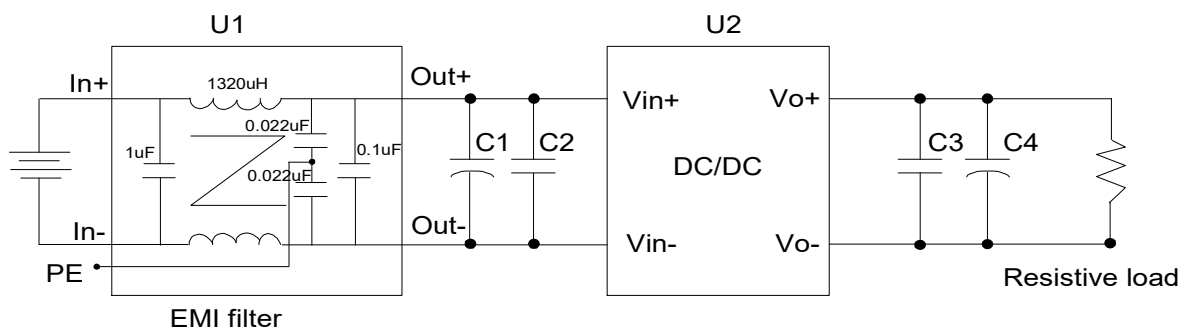 U1
U2
In+
1320uH
Out+
Vin+
Vo+
0.022uF
1uF
0.1uF
C1
C2
DC/DC
C3
C4
0.022uF
In-
Out-
Vin-
Vo-
PE
Resistive load
EMI filter